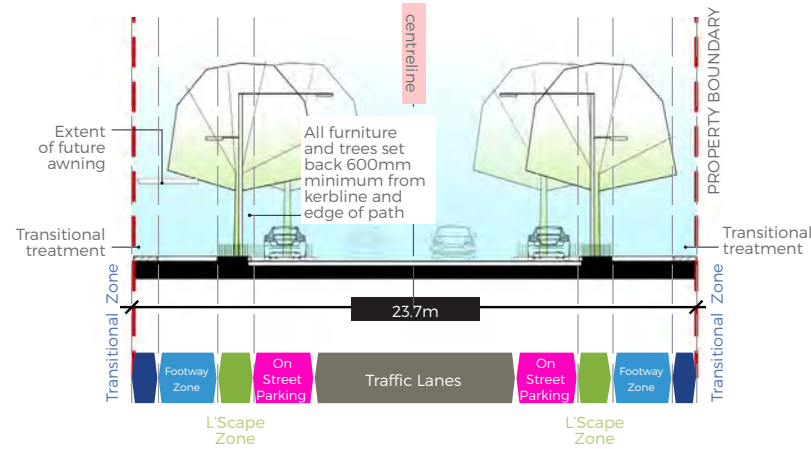 centreline
PROPERTY BOUNDARY
Extent
of future
awning
All furniture
and trees set
back 600mm
minimum from
kerbline and
edge of path
Transitional
treatment
Transitional
treatment
23.7m
Transitional Zone
Transitional Zone
Footway
Zone
On
Street
Parking
Traffic Lanes
On
Street
Parking
Footway
Zone
L'Scape
Zone
L'Scape
Zone